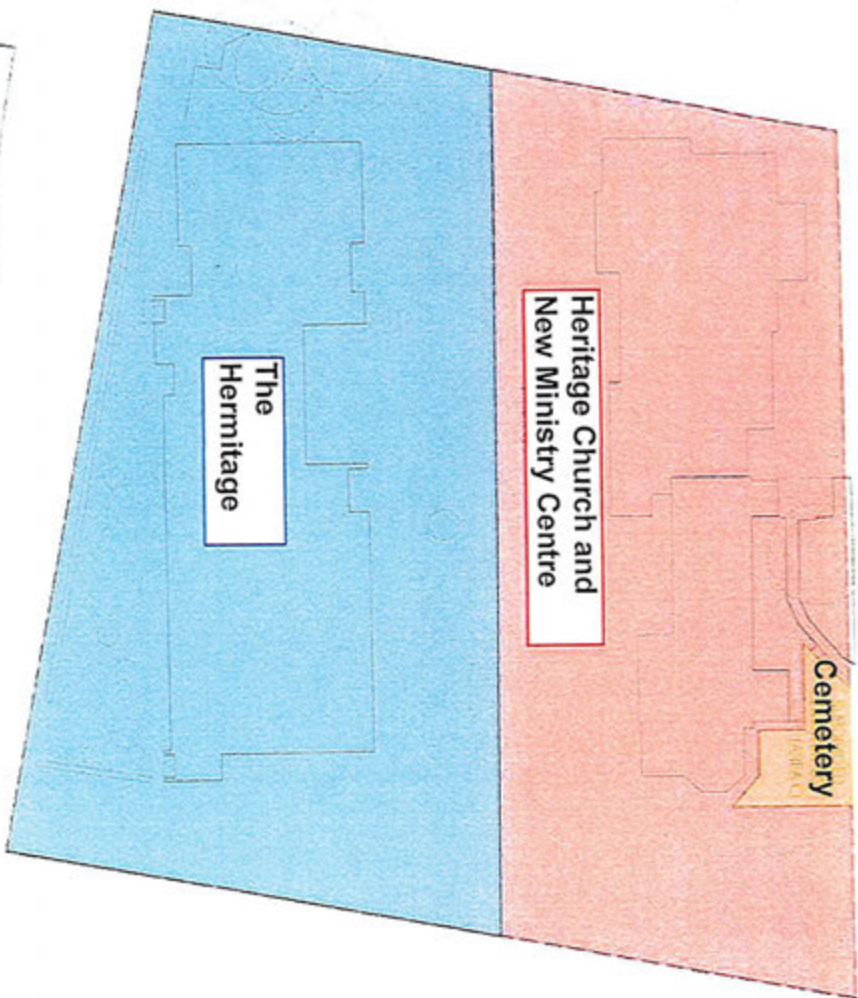 Cemetery
Heritage Church and
New Ministry Centre
The
Hermitage